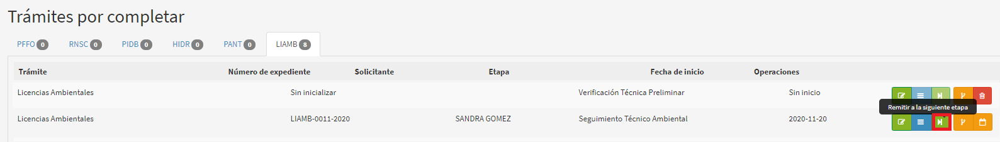 Trámites por completar
PFFO 0 RNSC 0 PIDB 0 HIDR 0 PANT 0 LIAMB 8
Trámite Número de expediente Solicitante Etapa Fecha de inicio Operaciones
Licencias Ambientales Sin inicializar Verificación Técnica Preliminar Sin inicio
Remitir a la siguiente etapa
Licencias Ambientales LIAMB-0011-2020 SANDRA GOMEZ Seguimiento Técnico Ambiental 2020-11-20